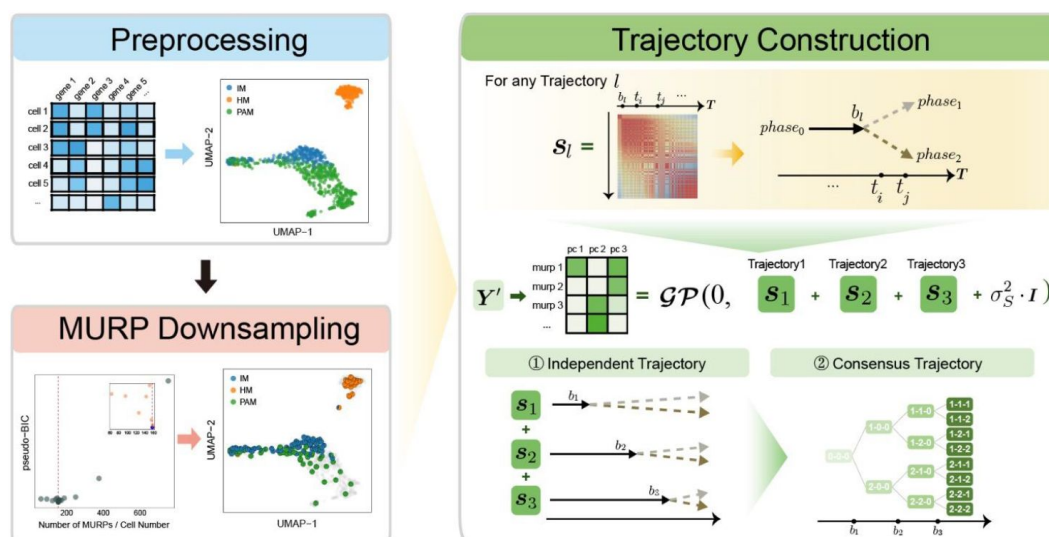 Preprocessing
gene 1 gene 2 gene 3 gene 4 gene 5 ...
cell 1
cell 2
cell 3
cell 4
cell 5
...
IM
HM
PAM
UMAP-2
UMAP-1
MURP Downsampling
pseudo-BIC
80 100 120 140 160
200 400 600
Number of MURPs / Cell Number
IM
HM
PAM
UMAP-2
UMAP-1
Trajectory Construction
For any Trajectory l
b_l t_i t_j ... T
S_l =
phase_0 b_l phase_1
phase_2
... t_i t_j T
pc 1 pc 2 pc 3
murp 1
murp 2
murp 3
...
Trajectory1 Trajectory2 Trajectory3
Y' = GP(0, S_1 + S_2 + S_3 + σ_S^2 · I)
① Independent Trajectory
S_1 b_1
+
S_2 b_2
+
S_3 b_3
② Consensus Trajectory
0-0-0
1-0-0
2-0-0
1-1-0
1-2-0
2-1-0
2-2-0
1-1-1
1-1-2
1-2-1
1-2-2
2-1-1
2-1-2
2-2-1
2-2-2
b_1 b_2 b_3